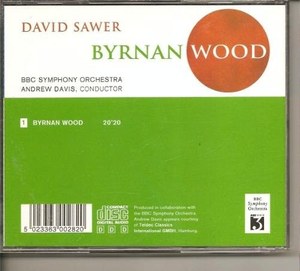 DAVID SAWER
BYRNAN WOOD
BBC SYMPHONY ORCHESTRA
ANDREW DAVIS, CONDUCTOR
1 BYRNAN WOOD 20'20
5 023363 002820
COMPACT
disc
DIGITAL AUDIO
DDD
Produced in collaboration with
the BBC Symphony Orchestra
Andrew Davis appears courtesy
of Teldec Classics
International GMBH, Hamburg.
BBC
Symphony
Orchestra
3